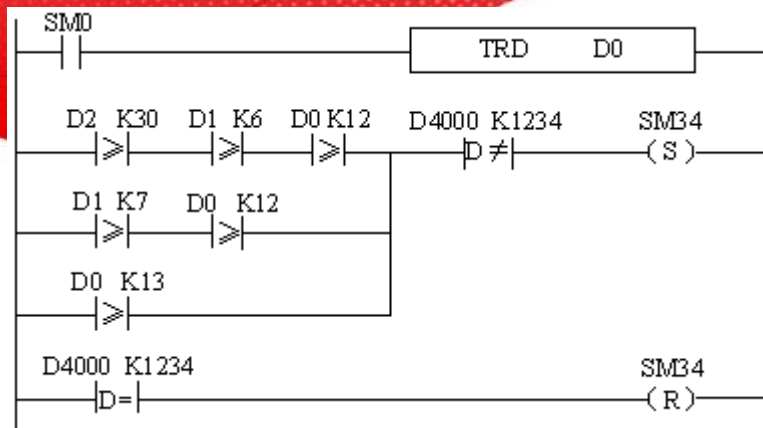 SM0
TRD D0
D2 K30 D1 K6 D0 K12 D4000 K1234 SM34
≥ ≥ ≥ D≠ (S)
D1 K7 D0 K12
≥ ≥
D0 K13
≥
D4000 K1234 SM34
D= (R)